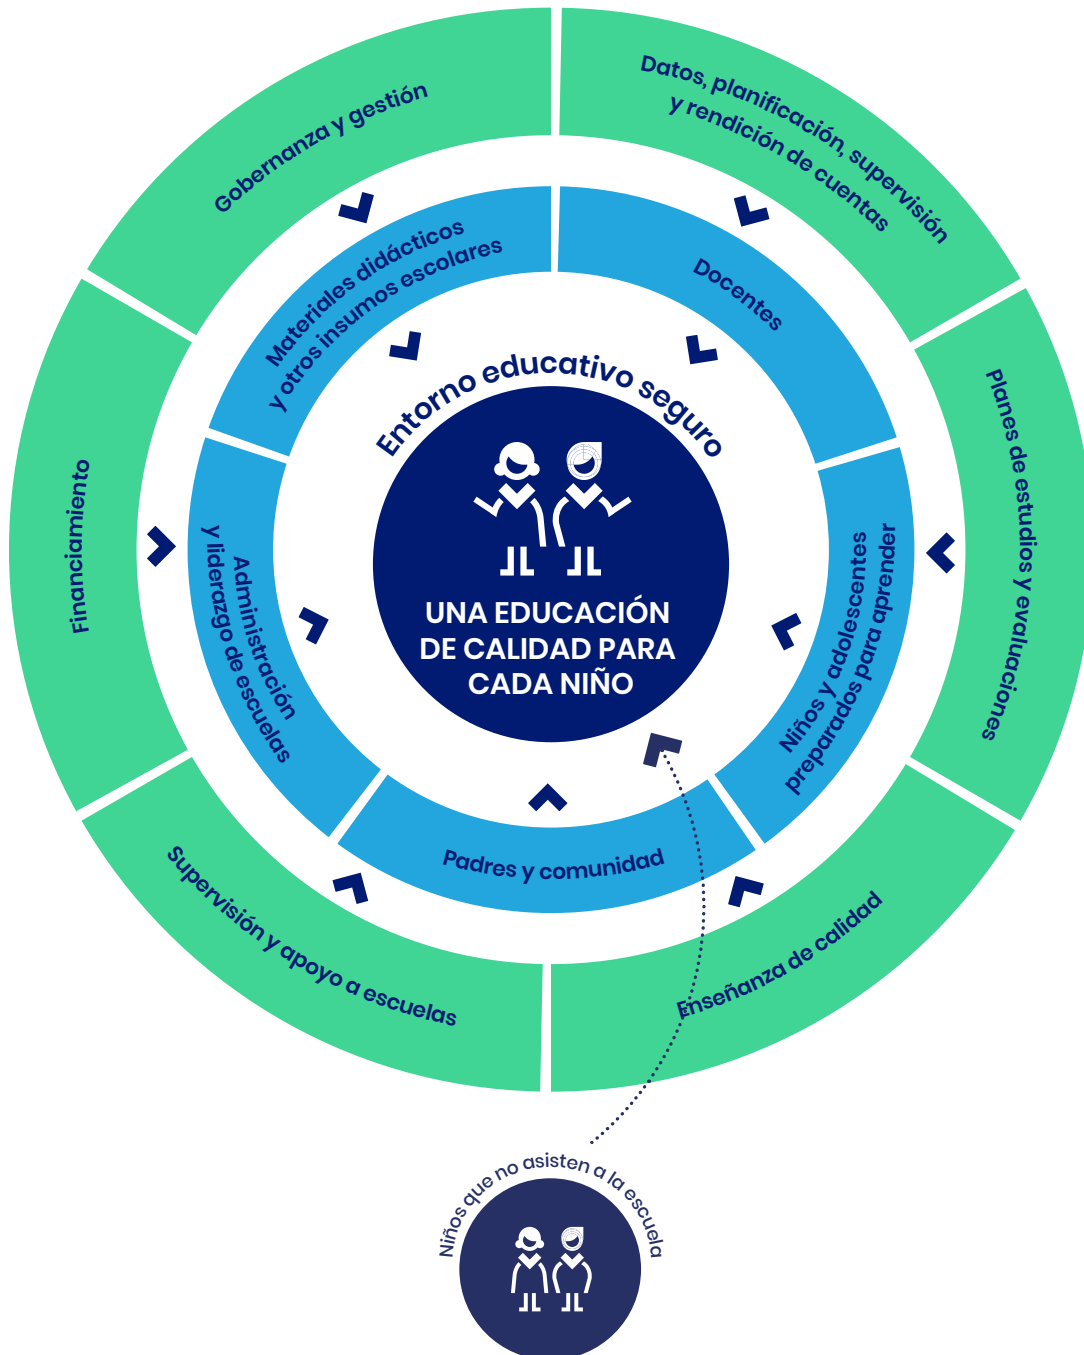 Gobernanza y gestión
Datos, planificación, supervisión
y rendición de cuentas
Materiales didácticos
y otros insumos escolares
Docentes
Entorno educativo seguro
Planes de estudios y evaluaciones
Financiamiento
Administración
y liderazgo de escuelas
Niños y adolescentes
preparados para aprender
UNA EDUCACIÓN
DE CALIDAD PARA
CADA NIÑO
Padres y comunidad
Supervisión y apoyo a escuelas
Enseñanza de calidad
Niños que no asisten a la escuela